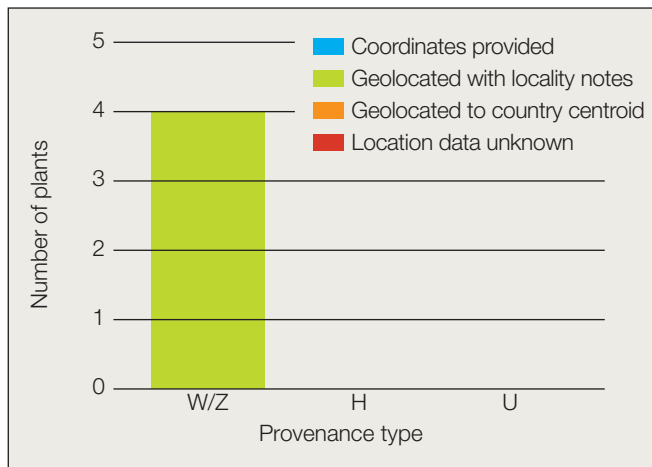 Number of plants
5
4
3
2
1
0
Coordinates provided
Geolocated with locality notes
Geolocated to country centroid
Location data unknown
W/Z H U
Provenance type